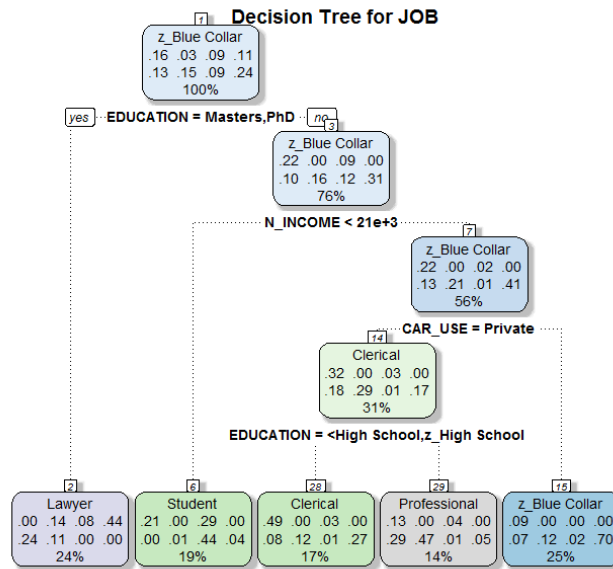 Decision Tree for JOB
1
z_Blue Collar
.16 .03 .09 .11
.13 .15 .09 .24
100%
yes EDUCATION = Masters,PhD no
3
z_Blue Collar
.22 .00 .09 .00
.10 .16 .12 .31
76%
N_INCOME < 21e+3
7
z_Blue Collar
.22 .00 .02 .00
.13 .21 .01 .41
56%
CAR_USE = Private
14
Clerical
.32 .00 .03 .00
.18 .29 .01 .17
31%
EDUCATION = <High School,z_High School
2
Lawyer
.00 .14 .08 .44
.24 .11 .00 .00
24%
6
Student
.21 .00 .29 .00
.00 .01 .44 .04
19%
28
Clerical
.49 .00 .03 .00
.08 .12 .01 .27
17%
29
Professional
.13 .00 .04 .00
.29 .47 .01 .05
14%
15
z_Blue Collar
.09 .00 .00 .00
.07 .12 .02 .70
25%